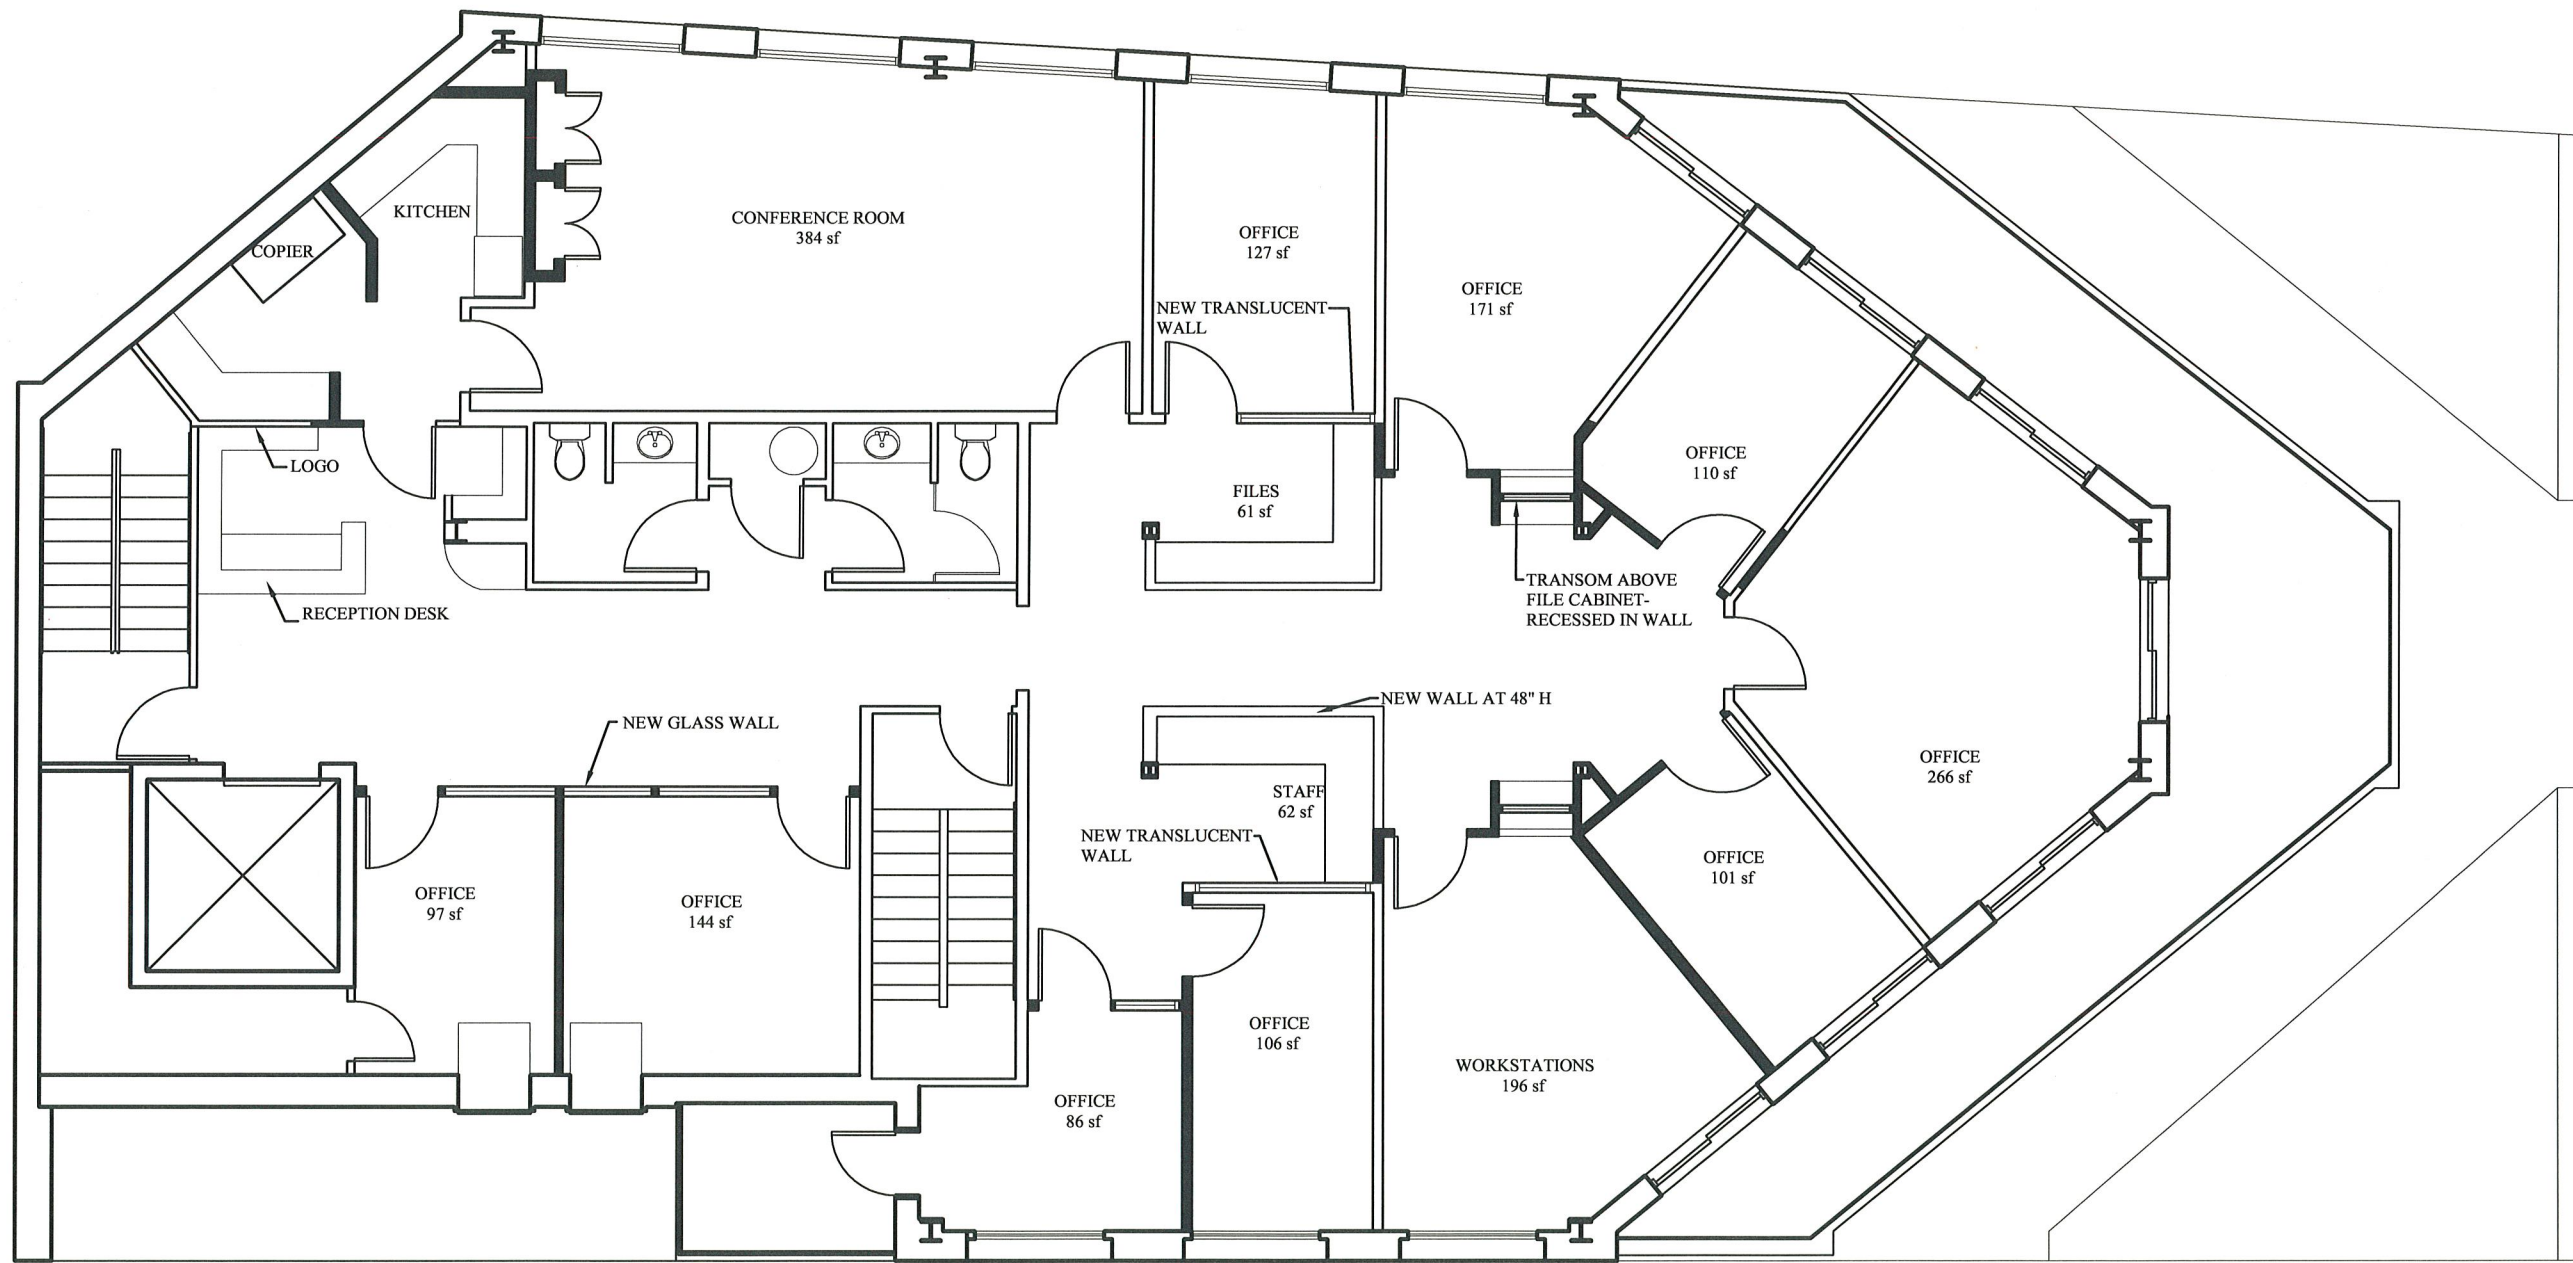 KITCHEN
COPIER
CONFERENCE ROOM
384 sf
OFFICE
127 sf
NEW TRANSLUCENT
WALL
OFFICE
171 sf
LOGO
OFFICE
110 sf
FILES
61 sf
RECEPTION DESK
TRANSOM ABOVE
FILE CABINET-
RECESSED IN WALL
NEW WALL AT 48" H
NEW GLASS WALL
OFFICE
266 sf
STAFF
62 sf
NEW TRANSLUCENT
WALL
OFFICE
101 sf
OFFICE
97 sf
OFFICE
144 sf
OFFICE
106 sf
WORKSTATIONS
196 sf
OFFICE
86 sf